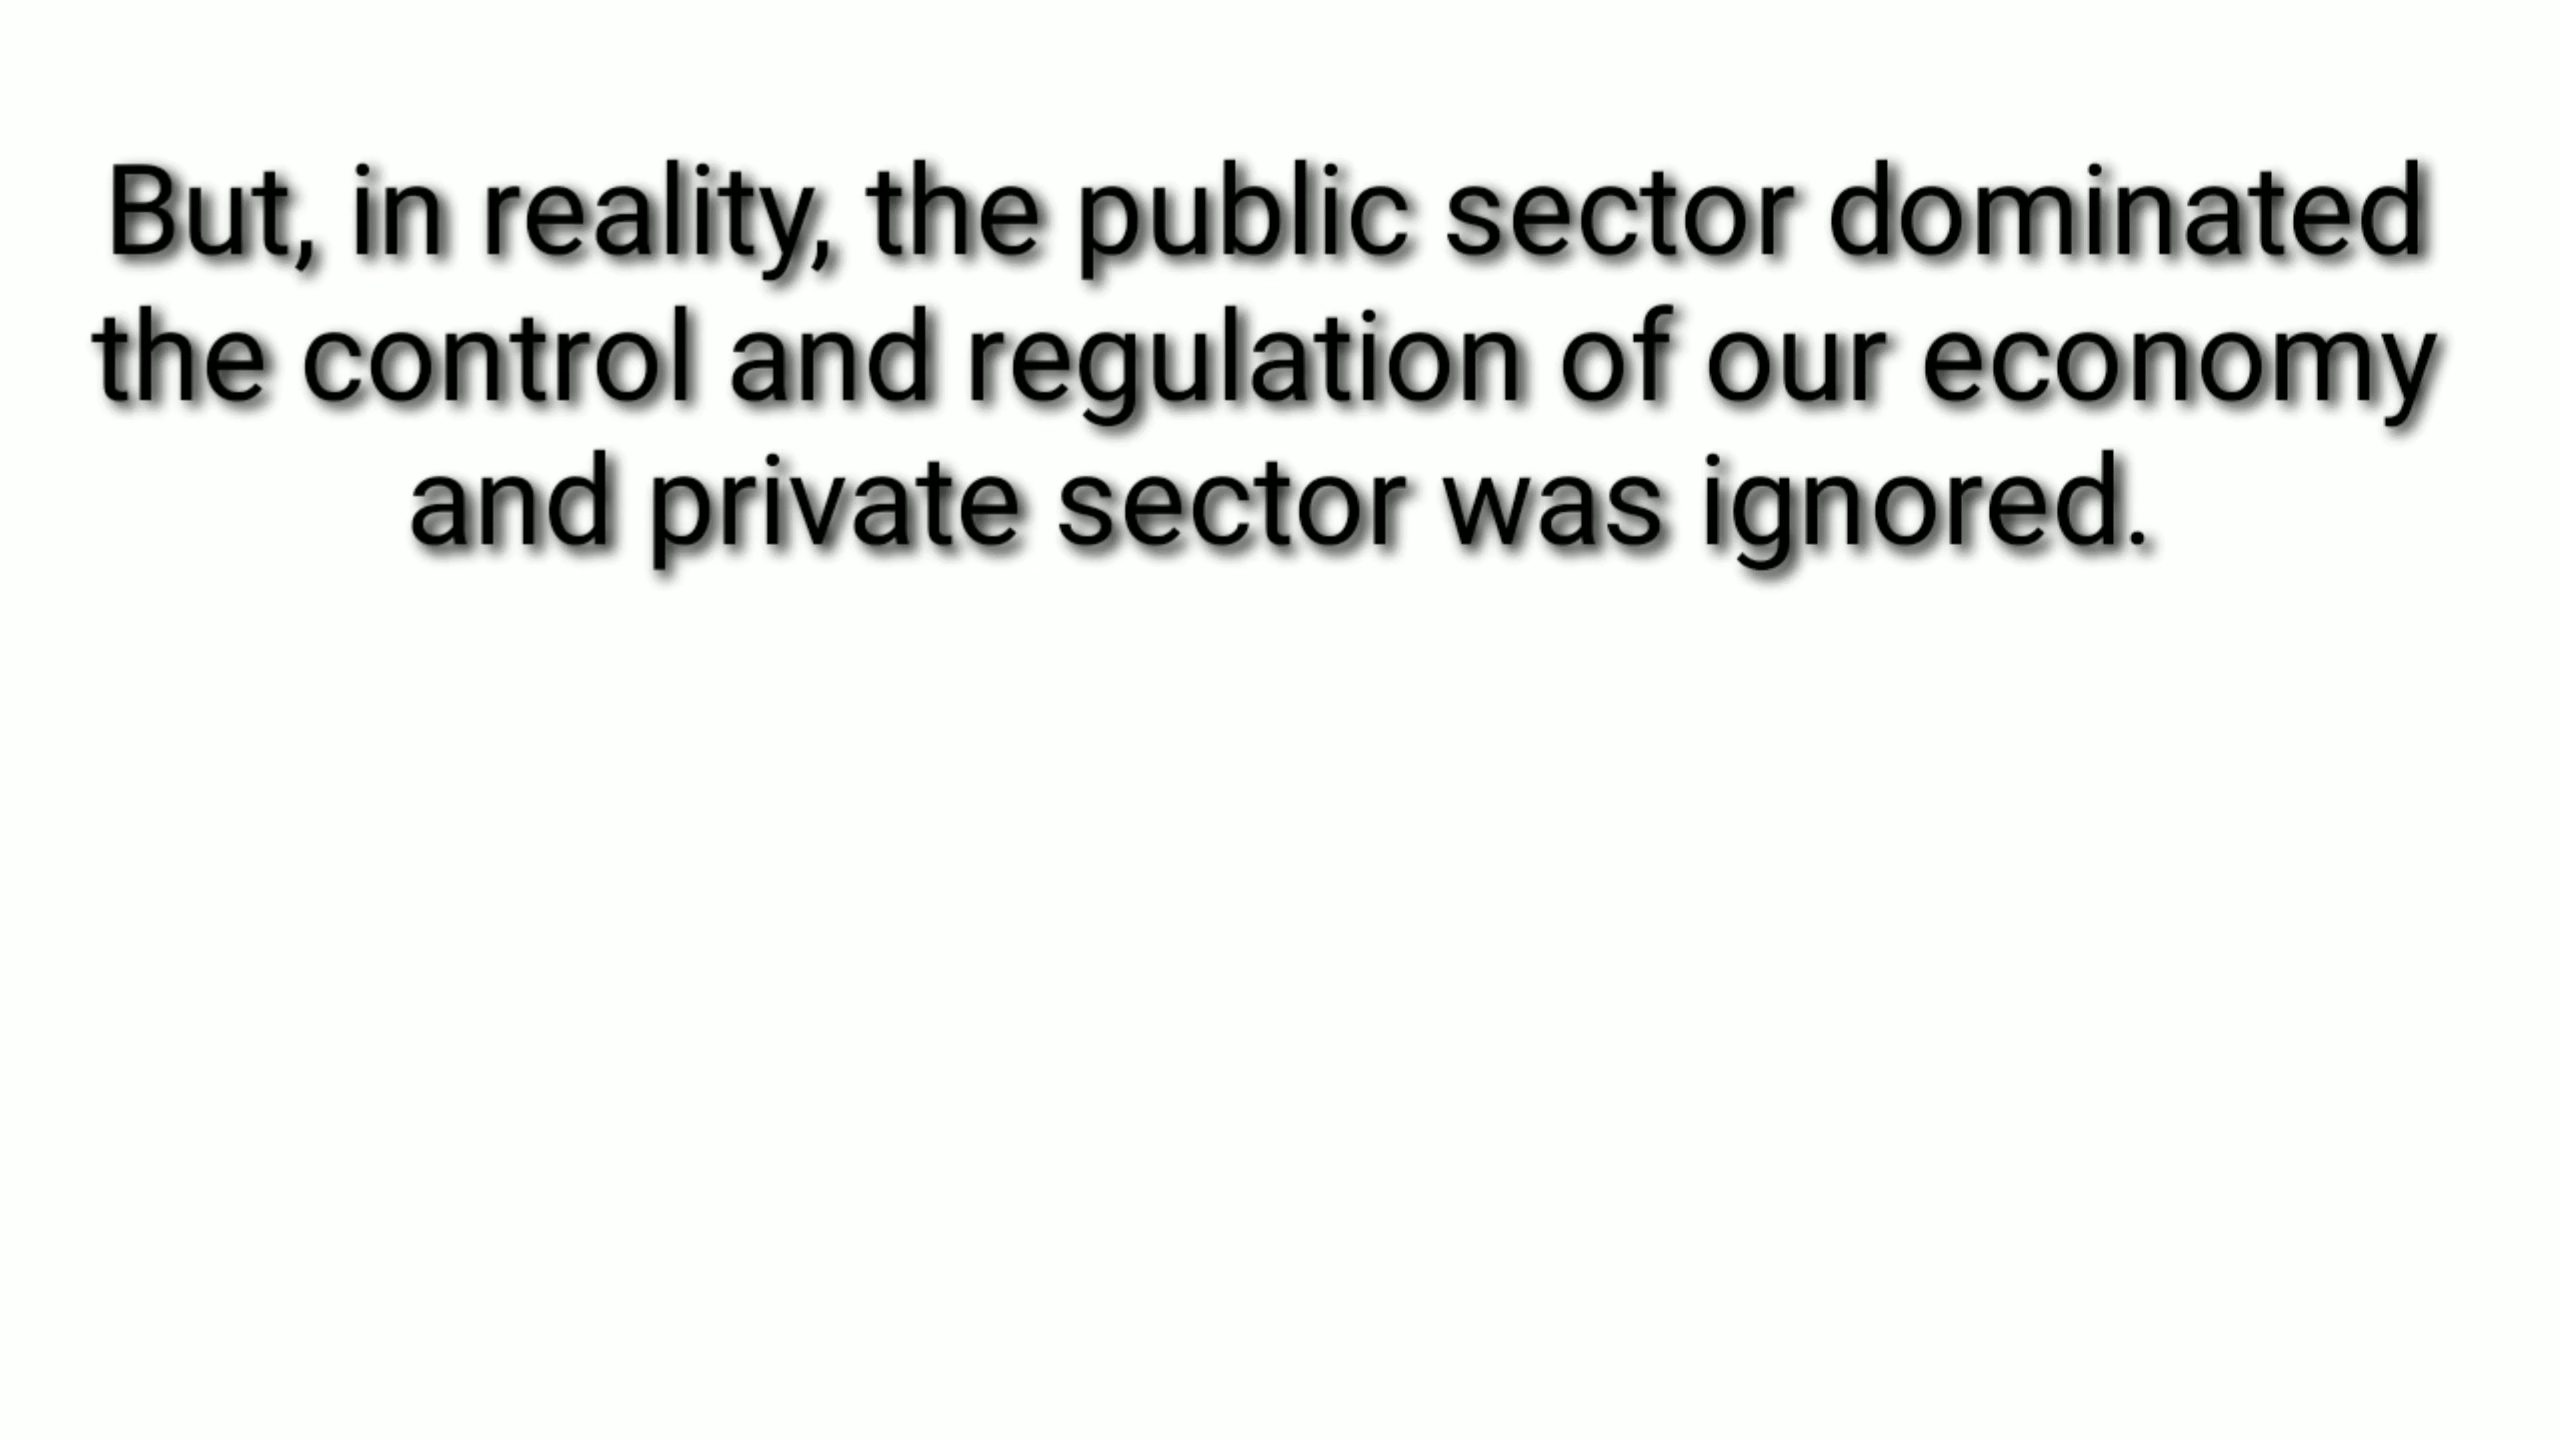 But, in reality, the public sector dominated
the control and regulation of our economy
and private sector was ignored.